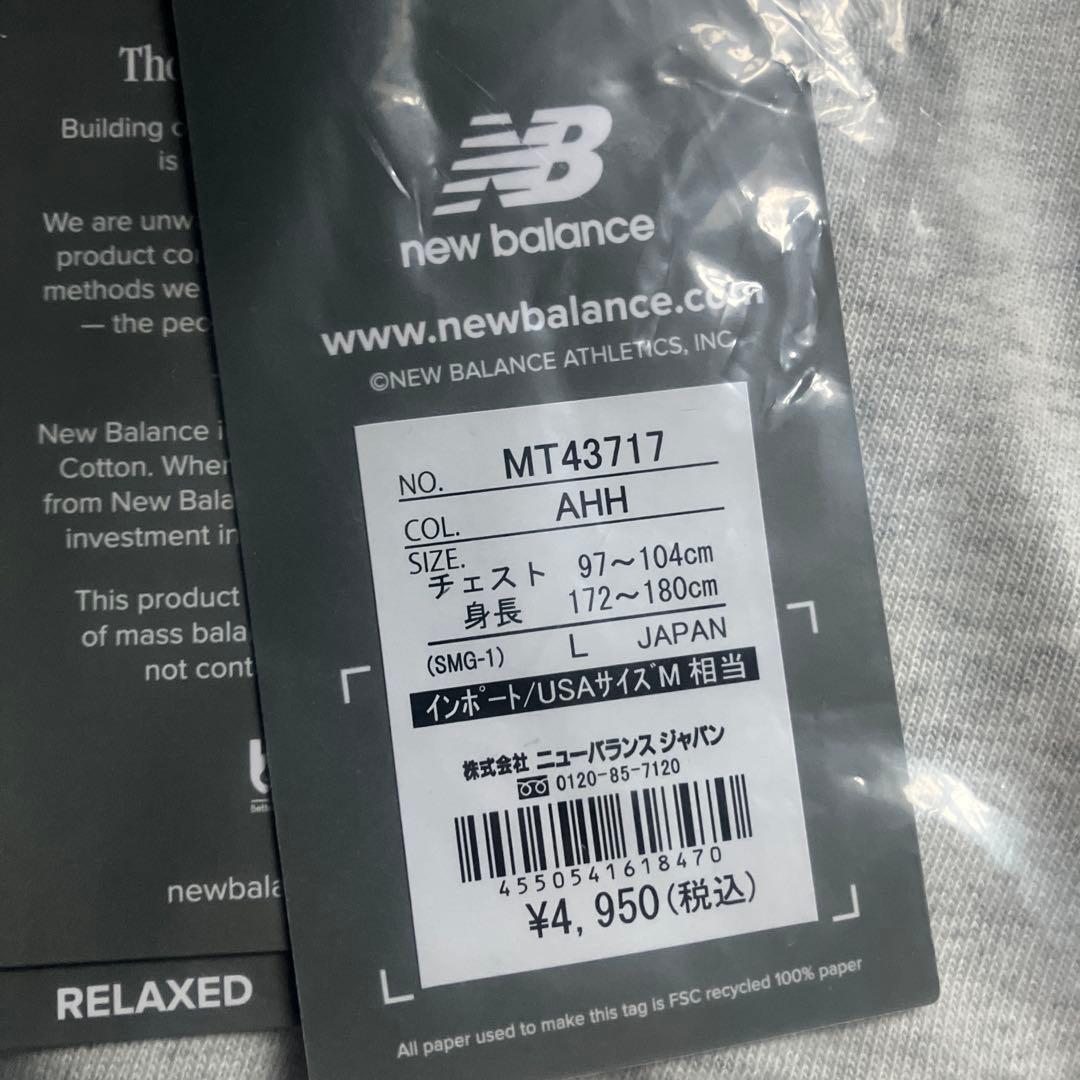 The
Building
is
We are unw
product co
methods we
— the peo
New Balance i
Cotton. When
from New Bala
investment in
This product
of mass bala
not cont
newbala
RELAXED
NB
new balance
www.newbalance.com
©NEW BALANCE ATHLETICS, INC.
NO. MT43717
COL. AHH
SIZE.
チェスト 97～104cm
身長 172～180cm
(SMG-1) L JAPAN
インポート/USAサイズM 相当
株式会社 ニューバランス ジャパン
0120-85-7120
4550541618470
¥4,950(税込)
All paper used to make this tag is FSC recycled 100% paper